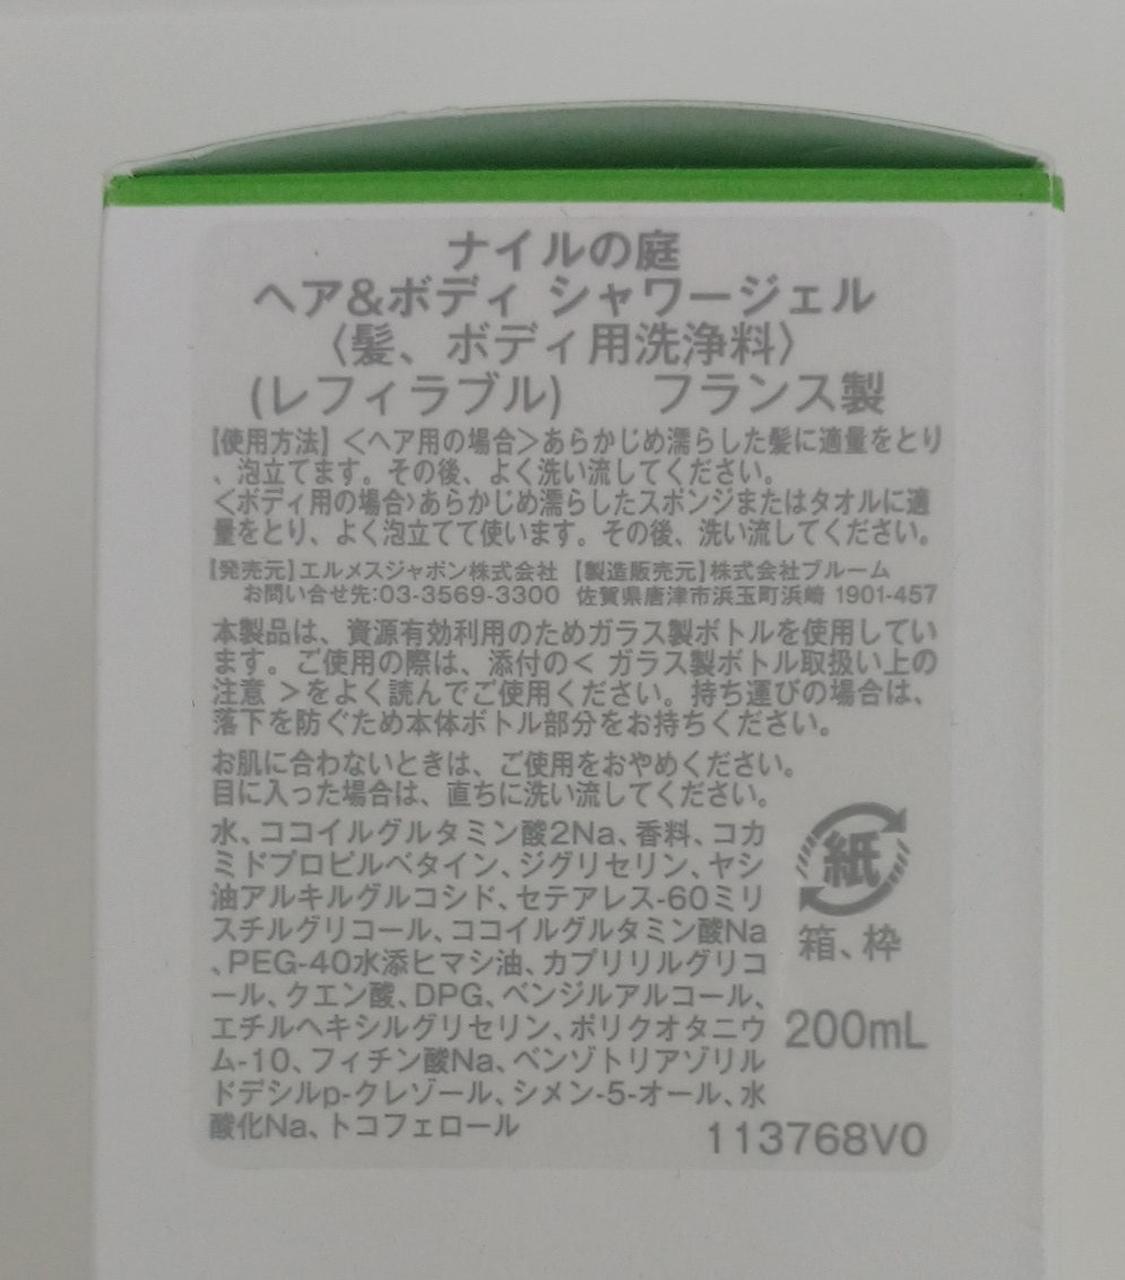 ナイルの庭
ヘア&ボディ シャワージェル
〈髪、ボディ用洗浄料〉
(レフィラブル)　フランス製
【使用方法】<ヘア用の場合>あらかじめ濡らした髪に適量をとり
、泡立てます。その後、よく洗い流してください。
<ボディ用の場合>あらかじめ濡らしたスポンジまたはタオルに適
量をとり、よく泡立てて使います。その後、洗い流してください。
【発売元】エルメスジャポン株式会社 【製造販売元】株式会社ブルーム
お問い合せ先:03-3569-3300 佐賀県唐津市浜玉町浜崎 1901-457
本製品は、資源有効利用のためガラス製ボトルを使用してい
ます。ご使用の際は、添付の< ガラス製ボトル取扱い上の
注意 >をよく読んでご使用ください。持ち運びの場合は、
落下を防ぐため本体ボトル部分をお持ちください。
お肌に合わないときは、ご使用をおやめください。
目に入った場合は、直ちに洗い流してください。
水、ココイルグルタミン酸2Na、香料、コカ
ミドプロピルベタイン、ジグリセリン、ヤシ
油アルキルグルコシド、セテアレス-60ミリ
スチルグリコール、ココイルグルタミン酸Na
、PEG-40水添ヒマシ油、カプリリルグリコ
ール、クエン酸、DPG、ベンジルアルコール、
エチルヘキシルグリセリン、ポリクオタニウ
ム-10、フィチン酸Na、ベンゾトリアゾリル
ドデシルp-クレゾール、シメン-5-オール、水
酸化Na、トコフェロール
紙
箱、枠
200mL
113768V0